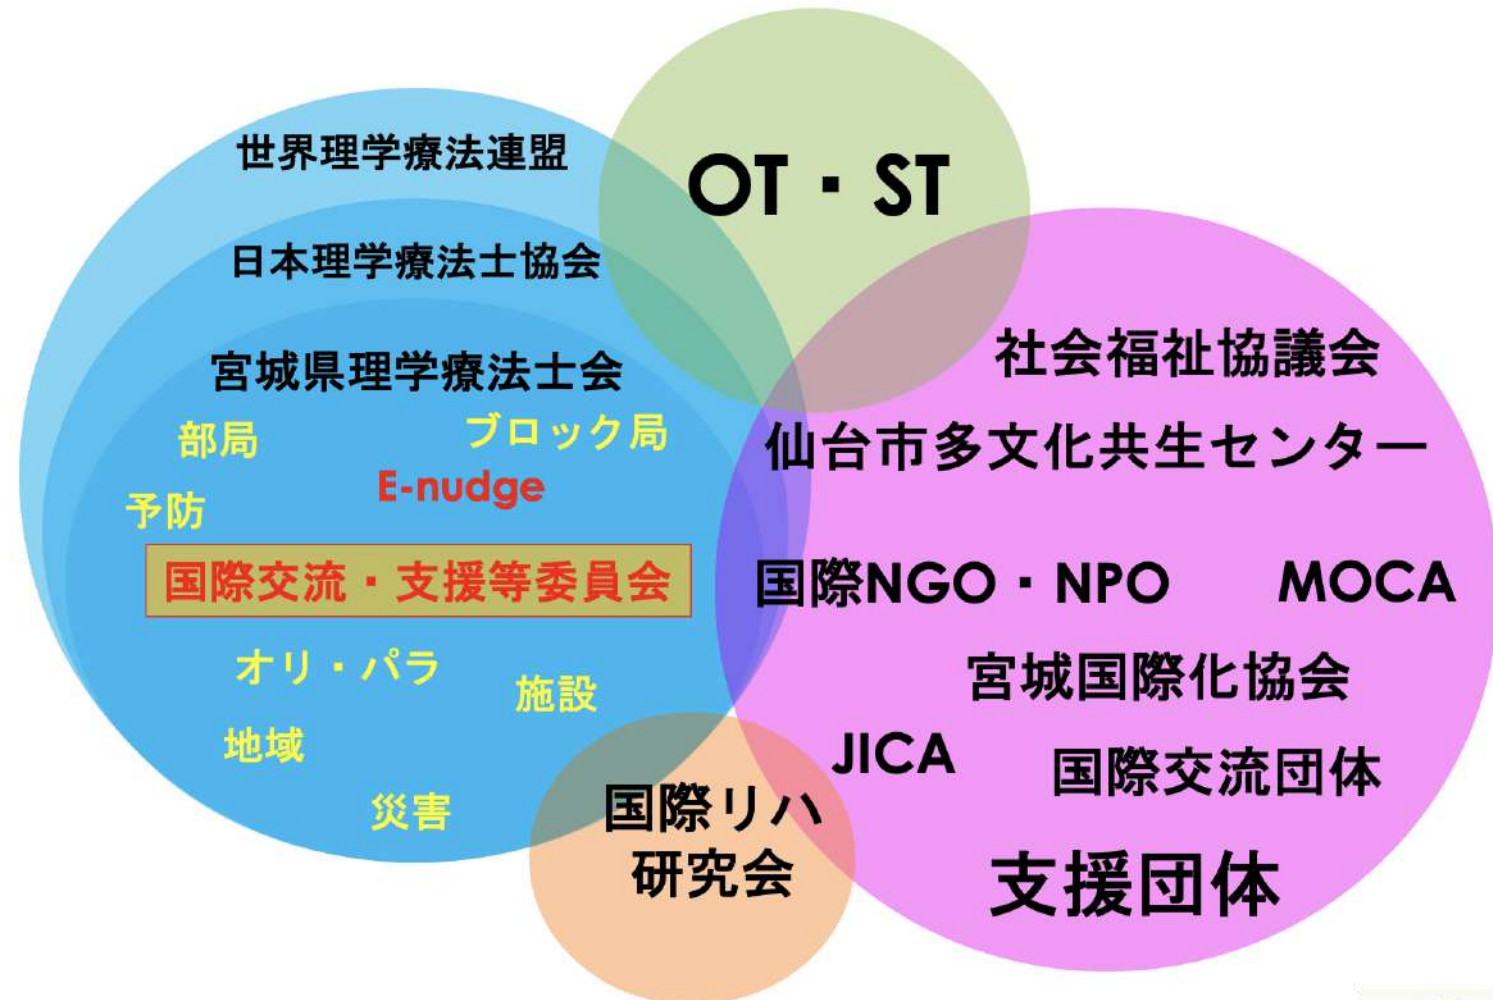 世界理学療法連盟
OT・ST
日本理学療法士協会
宮城県理学療法士会
部局
ブロック局
E-nudge
予防
国際交流・支援等委員会
オリ・パラ
施設
地域
災害
国際リハ
研究会
社会福祉協議会
仙台市多文化共生センター
国際NGO・NPO
MOCA
宮城国際化協会
JICA
国際交流団体
支援団体